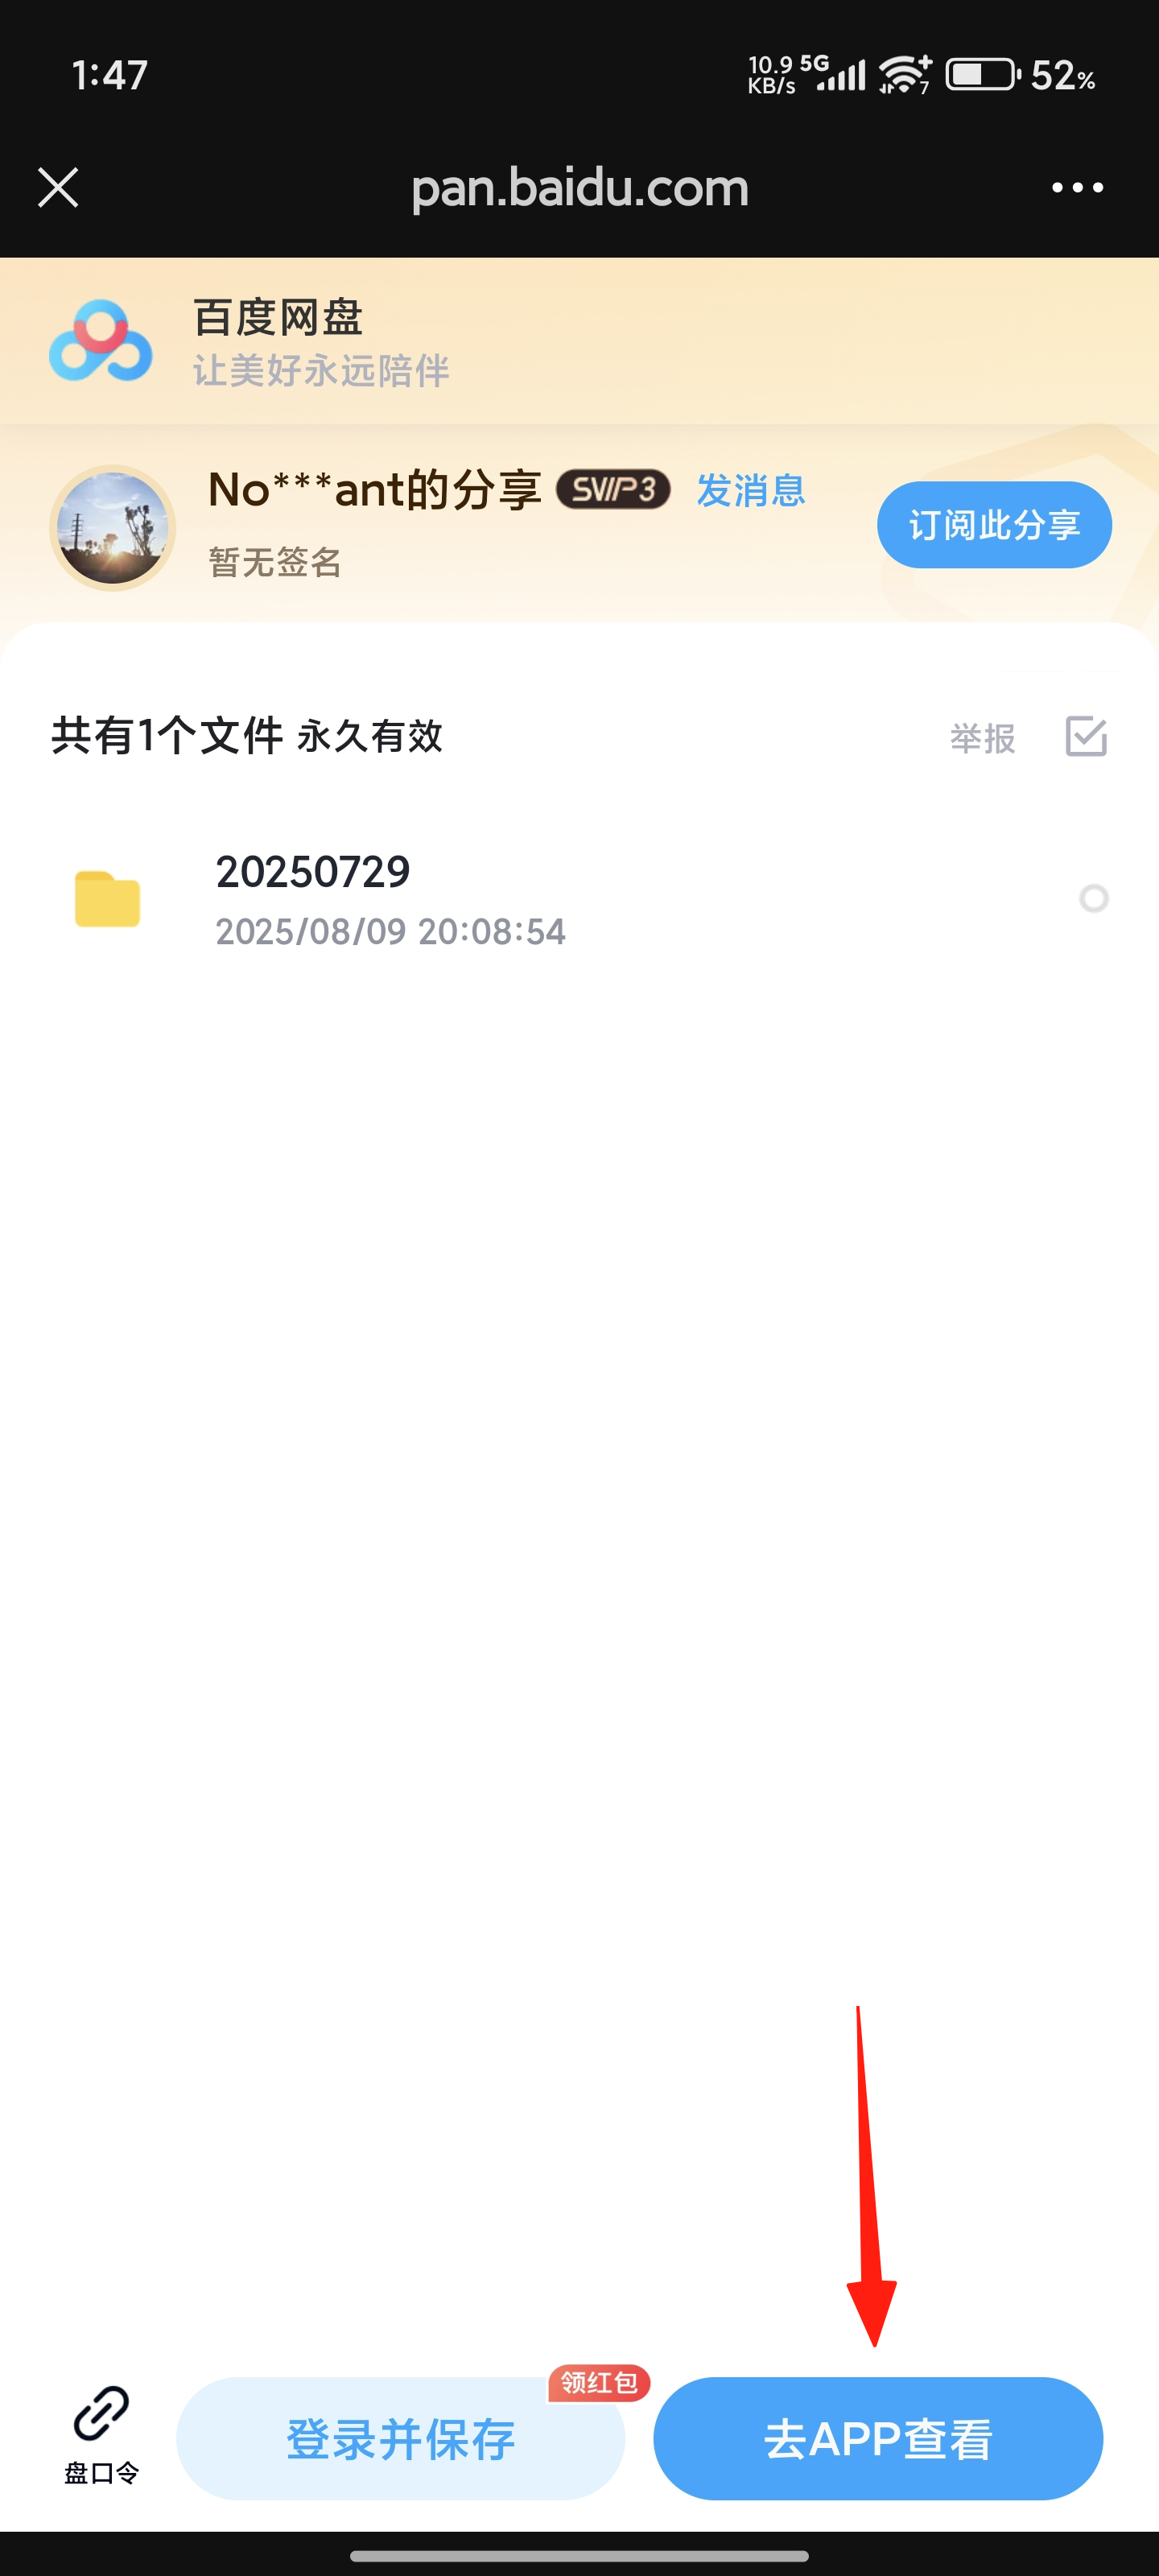 1:47
10.9 KB/s 5G 7 52%
pan.baidu.com
百度网盘
让美好永远陪伴
No***ant的分享 SVIP3 发消息
订阅此分享
暂无签名
共有1个文件 永久有效
举报
20250729
2025/08/09 20:08:54
领红包
盘口令
登录并保存
去APP查看